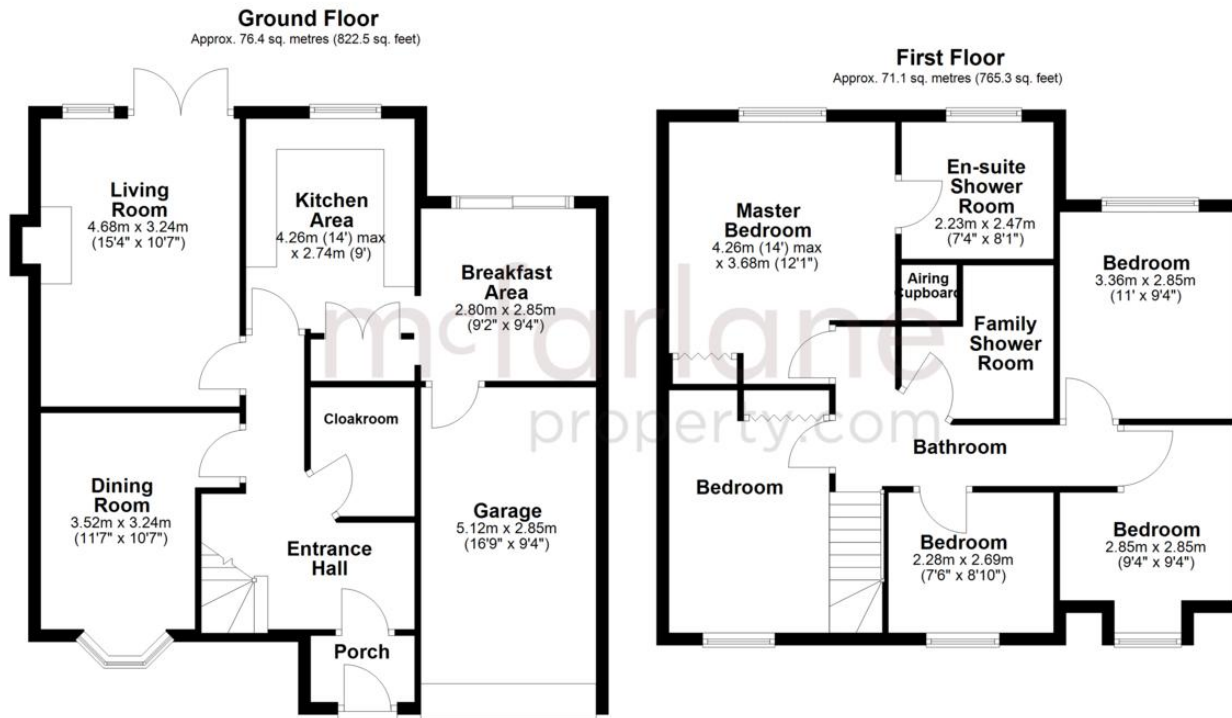 Ground Floor
Approx. 76.4 sq. metres (822.5 sq. feet)
Living
Room
4.68m x 3.24m
(15'4" x 10'7")
Kitchen
Area
4.26m (14') max
x 2.74m (9')
Breakfast
Area
2.80m x 2.85m
(9'2" x 9'4")
Cloakroom
Dining
Room
3.52m x 3.24m
(11'7" x 10'7")
Garage
5.12m x 2.85m
(16'9" x 9'4")
Entrance
Hall
Porch
First Floor
Approx. 71.1 sq. metres (765.3 sq. feet)
Master
Bedroom
4.26m (14') max
x 3.68m (12'1")
En-suite
Shower
Room
2.23m x 2.47m
(7'4" x 8'1")
Airing
Cupboard
Family
Shower
Room
Bedroom
3.36m x 2.85m
(11' x 9'4")
Bathroom
Bedroom
Bedroom
2.28m x 2.69m
(7'6" x 8'10")
Bedroom
2.85m x 2.85m
(9'4" x 9'4")
mcfarlane
property.com